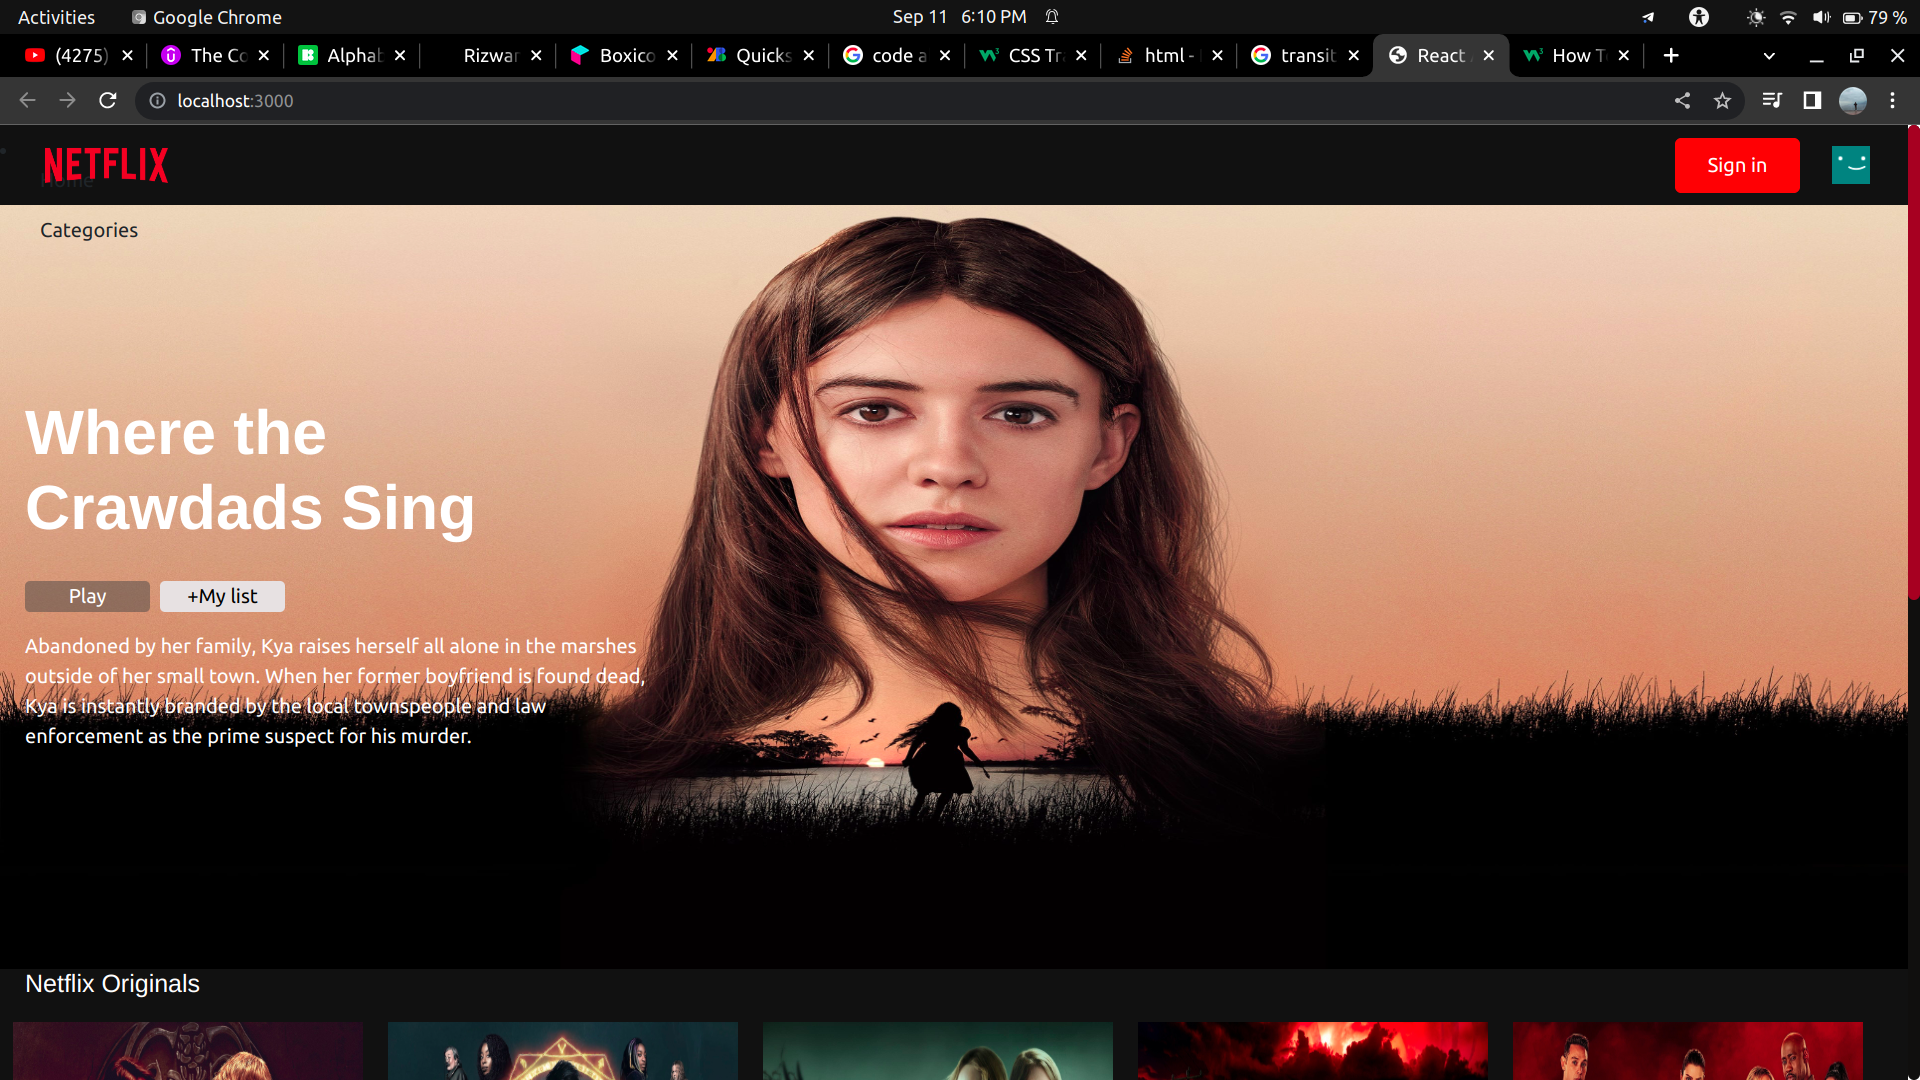 Activities
Google Chrome
Sep 11 6:10 PM
79 %
(4275)
The Co
Alphab
Rizwar
Boxico
Quicks
code a
CSS Tr
html -
transit
React
How T
localhost:3000
NETFLIX
Home
Sign in
Categories
Where the
Crawdads Sing
Play
+My list
Abandoned by her family, Kya raises herself all alone in the marshes
outside of her small town. When her former boyfriend is found dead,
Kya is instantly branded by the local townspeople and law
enforcement as the prime suspect for his murder.
Netflix Originals